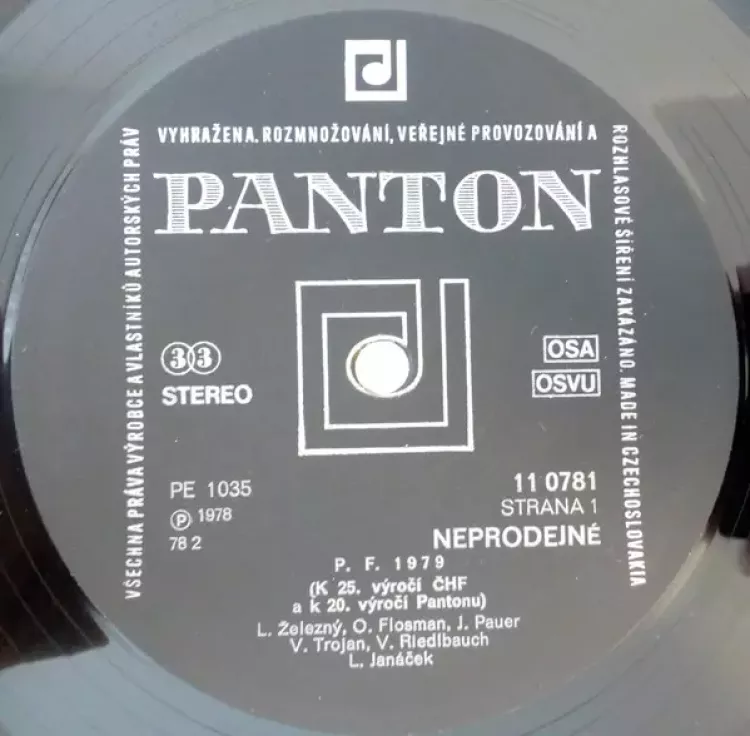 VŠECHNA PRÁVA VÝROBCE A VLASTNÍKŮ AUTORSKÝCH PRÁV
VYHRAŽENA. ROZMNOŽOVÁNÍ, VEŘEJNÉ PROVOZOVÁNÍ A
ROZHLASOVÉ ŠÍŘENÍ ZAKÁZÁNO. MADE IN CZECHOSLOVAKIA
PANTON
33
STEREO
OSA
OSVU
PE 1035
Ⓟ 1978
78 2
11 0781
STRANA 1
NEPRODEJNÉ
P. F. 1979
(K 25. výročí ČHF
a k 20. výročí Pantonu)
L. Železný, O. Flosman, J. Pauer
V. Trojan, V. Riedlbauch
L. Janáček